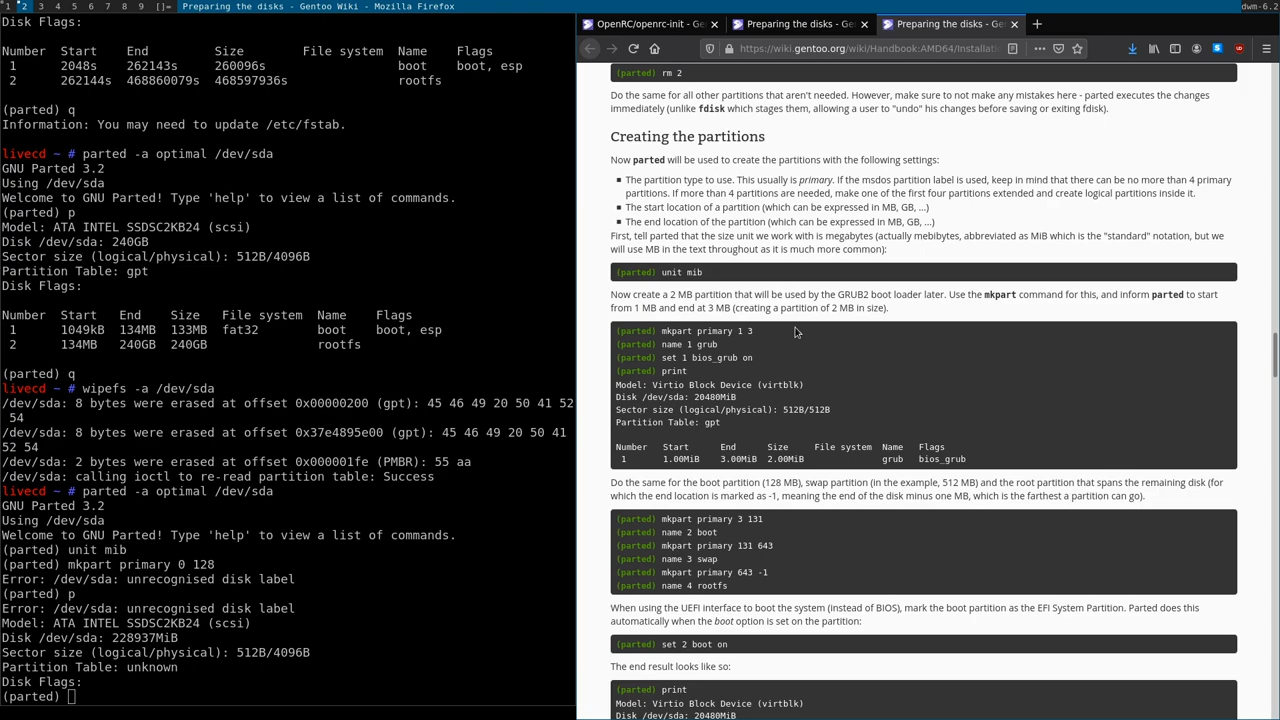 1 2 3 4 5 6 7 8 9 []= Preparing the disks - Gentoo Wiki - Mozilla Firefox dwm-6.2
Disk Flags:
Number Start End Size File system Name Flags
1 2048s 262143s 260096s boot boot, esp
2 262144s 468860079s 468597936s rootfs
(parted) q
Information: You may need to update /etc/fstab.
livecd ~ # parted -a optimal /dev/sda
GNU Parted 3.2
Using /dev/sda
Welcome to GNU Parted! Type 'help' to view a list of commands.
(parted) p
Model: ATA INTEL SSDSC2KB24 (scsi)
Disk /dev/sda: 240GB
Sector size (logical/physical): 512B/4096B
Partition Table: gpt
Disk Flags:
Number Start End Size File system Name Flags
1 1049kB 134MB 133MB fat32 boot boot, esp
2 134MB 240GB 240GB rootfs
(parted) q
livecd ~ # wipefs -a /dev/sda
/dev/sda: 8 bytes were erased at offset 0x00000200 (gpt): 45 46 49 20 50 41 52
54
/dev/sda: 8 bytes were erased at offset 0x37e4895e00 (gpt): 45 46 49 20 50 41
52 54
/dev/sda: 2 bytes were erased at offset 0x000001fe (PMBR): 55 aa
/dev/sda: calling ioctl to re-read partition table: Success
livecd ~ # parted -a optimal /dev/sda
GNU Parted 3.2
Using /dev/sda
Welcome to GNU Parted! Type 'help' to view a list of commands.
(parted) unit mib
(parted) mkpart primary 0 128
Error: /dev/sda: unrecognised disk label
(parted) p
Error: /dev/sda: unrecognised disk label
Model: ATA INTEL SSDSC2KB24 (scsi)
Disk /dev/sda: 228937MiB
Sector size (logical/physical): 512B/4096B
Partition Table: unknown
Disk Flags:
(parted)
OpenRC/openrc-init - Ge Preparing the disks - Gen Preparing the disks - Gen
https://wiki.gentoo.org/wiki/Handbook:AMD64/Installati
(parted) rm 2
Do the same for all other partitions that aren't needed. However, make sure to not make any mistakes here - parted executes the changes
immediately (unlike fdisk which stages them, allowing a user to "undo" his changes before saving or exiting fdisk).
Creating the partitions
Now parted will be used to create the partitions with the following settings:
The partition type to use. This usually is primary. If the msdos partition label is used, keep in mind that there can be no more than 4 primary
partitions. If more than 4 partitions are needed, make one of the first four partitions extended and create logical partitions inside it.
The start location of a partition (which can be expressed in MB, GB, ...)
The end location of the partition (which can be expressed in MB, GB, ...)
First, tell parted that the size unit we work with is megabytes (actually mebibytes, abbreviated as MiB which is the "standard" notation, but we
will use MB in the text throughout as it is much more common):
(parted) unit mib
Now create a 2 MB partition that will be used by the GRUB2 boot loader later. Use the mkpart command for this, and inform parted to start
from 1 MB and end at 3 MB (creating a partition of 2 MB in size).
(parted) mkpart primary 1 3
(parted) name 1 grub
(parted) set 1 bios_grub on
(parted) print
Model: Virtio Block Device (virtblk)
Disk /dev/sda: 20480MiB
Sector size (logical/physical): 512B/512B
Partition Table: gpt
Number Start End Size File system Name Flags
1 1.00MiB 3.00MiB 2.00MiB grub bios_grub
Do the same for the boot partition (128 MB), swap partition (in the example, 512 MB) and the root partition that spans the remaining disk (for
which the end location is marked as -1, meaning the end of the disk minus one MB, which is the farthest a partition can go).
(parted) mkpart primary 3 131
(parted) name 2 boot
(parted) mkpart primary 131 643
(parted) name 3 swap
(parted) mkpart primary 643 -1
(parted) name 4 rootfs
When using the UEFI interface to boot the system (instead of BIOS), mark the boot partition as the EFI System Partition. Parted does this
automatically when the boot option is set on the partition:
(parted) set 2 boot on
The end result looks like so:
(parted) print
Model: Virtio Block Device (virtblk)
Disk /dev/sda: 20480MiB